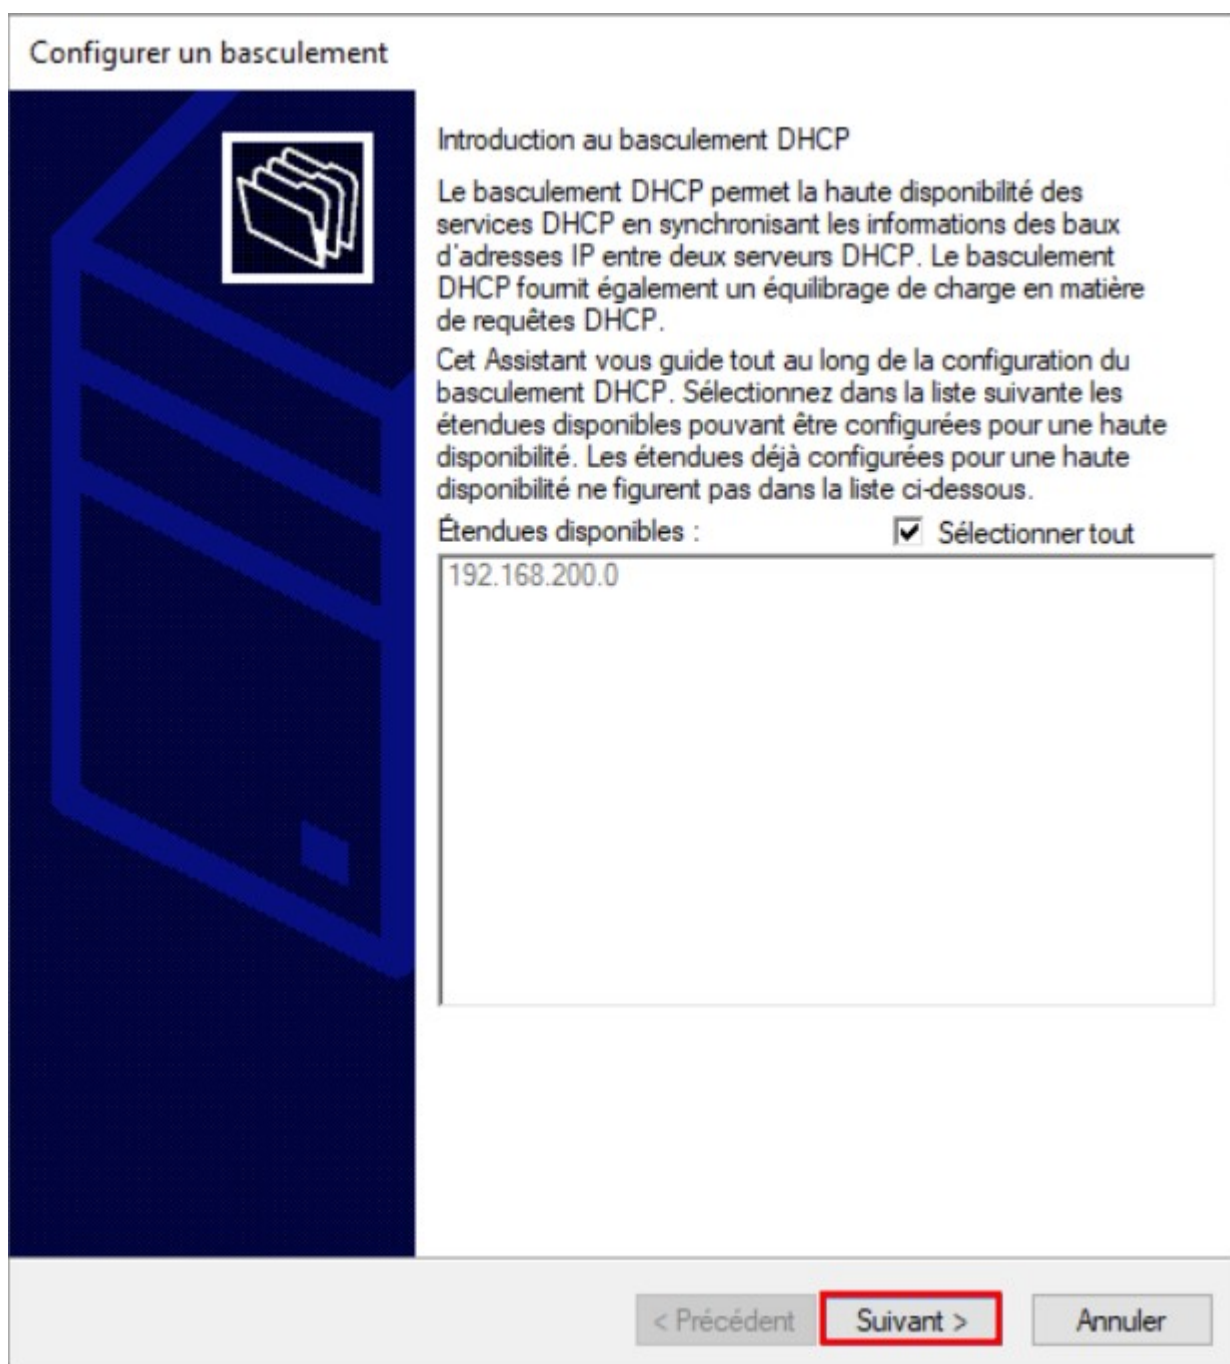 Configurer un basculement
Introduction au basculement DHCP
Le basculement DHCP permet la haute disponibilité des
services DHCP en synchronisant les informations des baux
d'adresses IP entre deux serveurs DHCP. Le basculement
DHCP fournit également un équilibrage de charge en matière
de requêtes DHCP.
Cet Assistant vous guide tout au long de la configuration du
basculement DHCP. Sélectionnez dans la liste suivante les
étendues disponibles pouvant être configurées pour une haute
disponibilité. Les étendues déjà configurées pour une haute
disponibilité ne figurent pas dans la liste ci-dessous.
Étendues disponibles : Sélectionner tout
192.168.200.0
< Précédent Suivant > Annuler